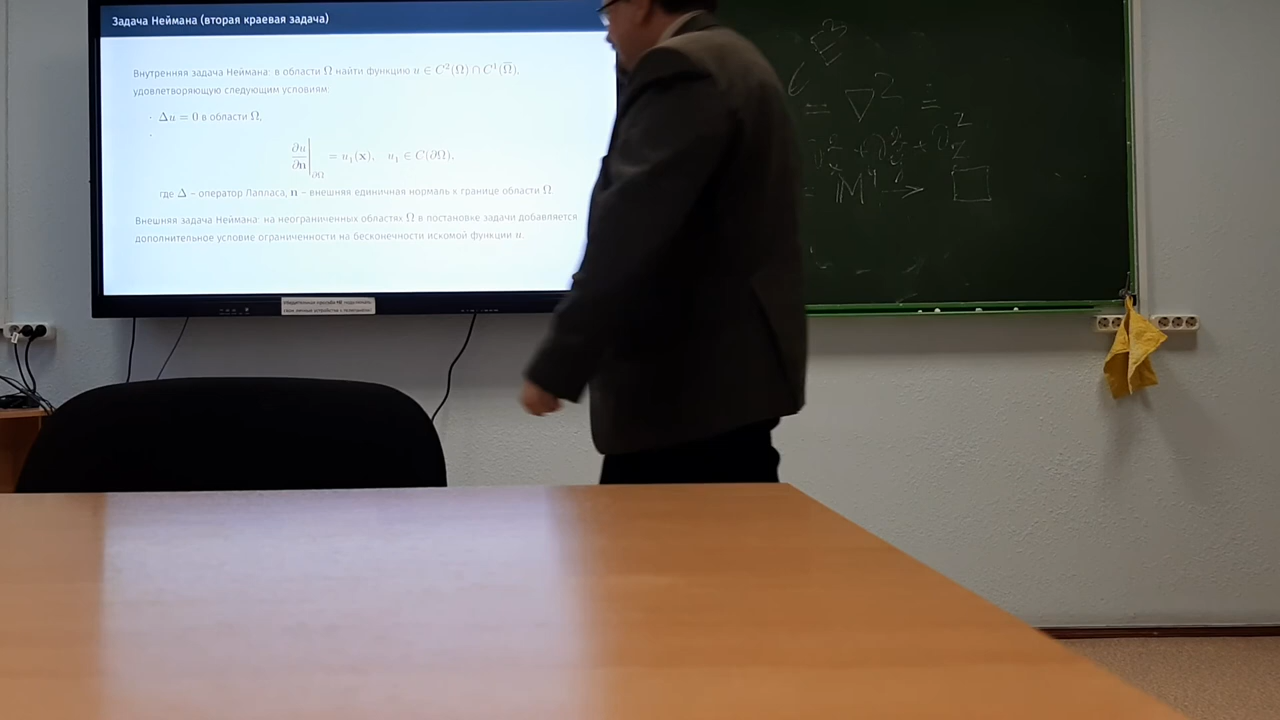 Задача Неймана (вторая краевая задача)
Внутренняя задача Неймана: в области Ω найти функцию u ∈ C²(Ω) ∩ C¹(Ω̅),
удовлетворяющую следующим условиям:
· Δu = 0 в области Ω,
·
∂u/∂n |∂Ω = u₁(x), u₁ ∈ C(∂Ω).
где Δ – оператор Лапласа, n – внешняя единичная нормаль к границе области Ω
Внешняя задача Неймана: на неограниченных областях Ω в постановке задачи добавляется
дополнительное условие ограниченности на бесконечности искомой функции u.
= ∇² =